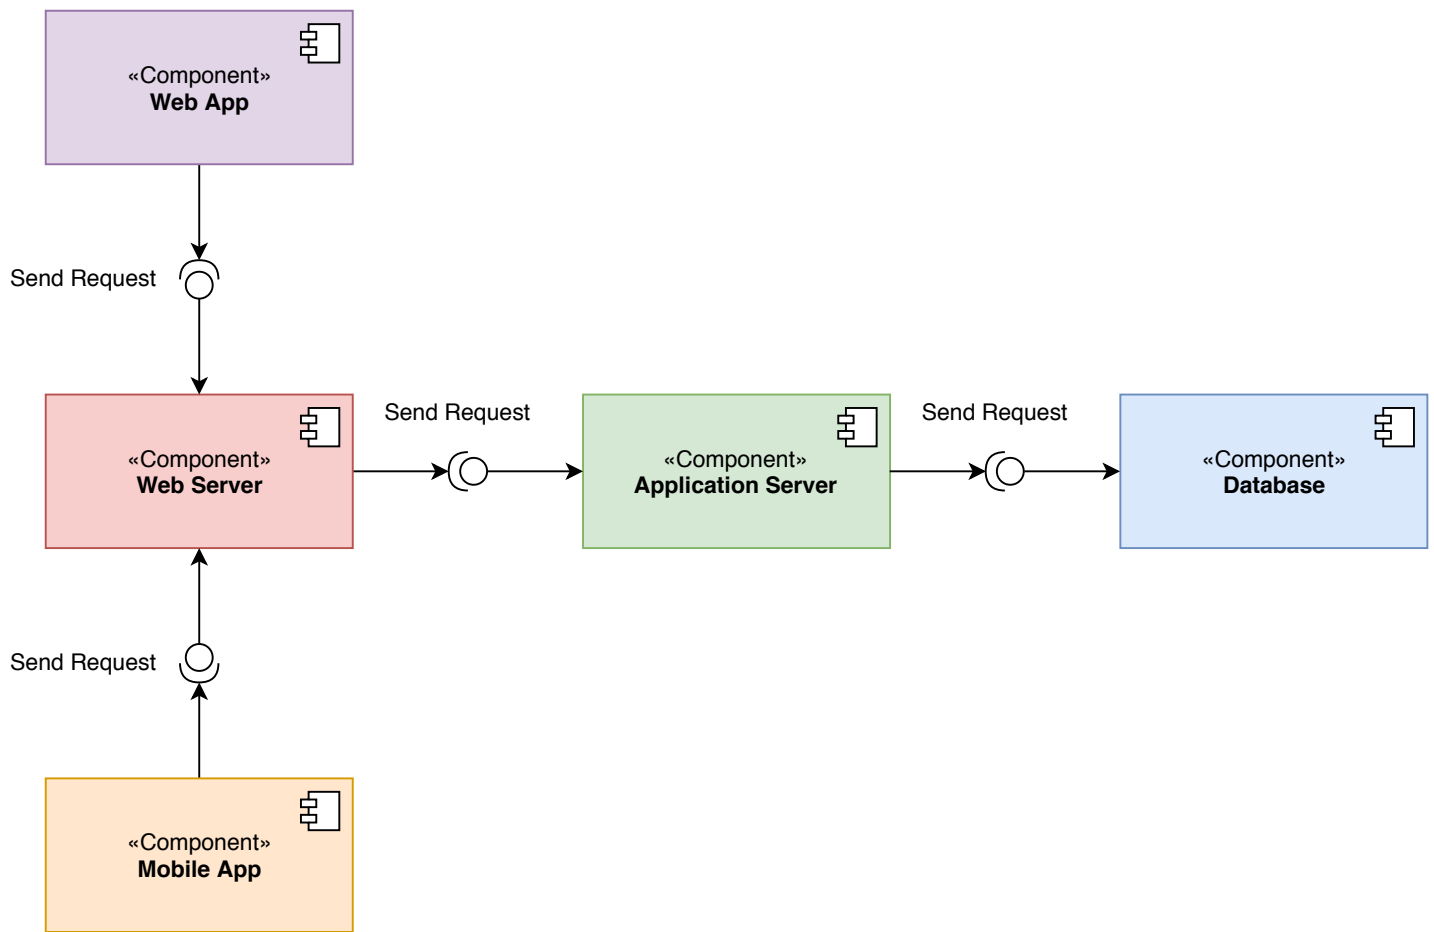 «Component»
Web App
Send Request
«Component»
Web Server
Send Request
«Component»
Application Server
Send Request
«Component»
Database
Send Request
«Component»
Mobile App